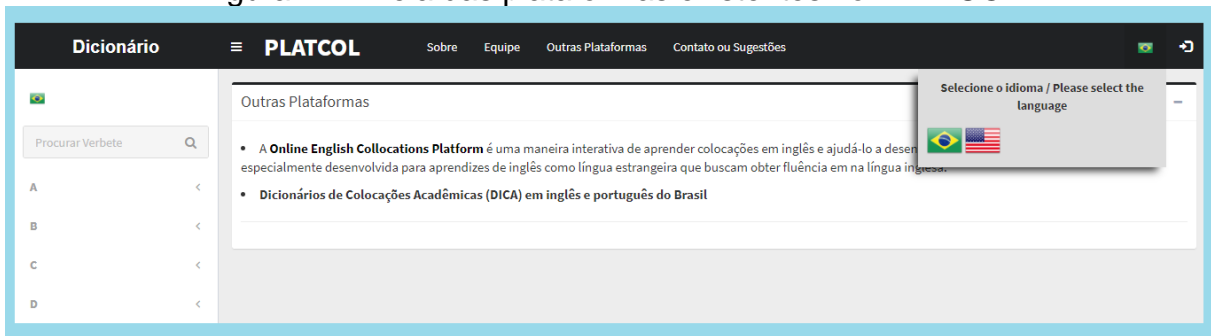 Dicionário
≡ PLATCOL Sobre Equipe Outras Plataformas Contato ou Sugestões
Selecione o idioma / Please select the
language
Outras Plataformas
Procurar Verbete
• A Online English Collocations Platform é uma maneira interativa de aprender colocações em inglês e ajudá-lo a
especialmente desenvolvida para aprendizes de inglês como língua estrangeira que buscam obter fluência em na língua inglesa.
• Dicionários de Colocações Acadêmicas (DICA) em inglês e português do Brasil
A
B
C
D